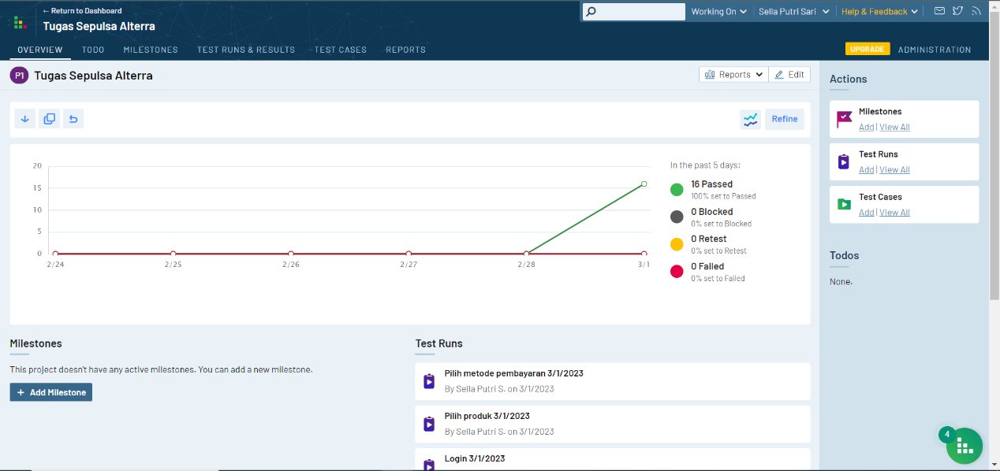 ← Return to Dashboard
Tugas Sepulsa Alterra
Working On
Sella Putri Sari
Help & Feedback
OVERVIEW
TODO
MILESTONES
TEST RUNS & RESULTS
TEST CASES
REPORTS
UPGRADE
ADMINISTRATION
P1
Tugas Sepulsa Alterra
Reports
Edit
Refine
20
15
10
5
0
2/24
2/25
2/26
2/27
2/28
3/1
In the past 5 days:
16 Passed
100% set to Passed
0 Blocked
0% set to Blocked
0 Retest
0% set to Retest
0 Failed
0% set to Failed
Milestones
This project doesn't have any active milestones. You can add a new milestone.
+ Add Milestone
Test Runs
Pilih metode pembayaran 3/1/2023
By Sella Putri S. on 3/1/2023
Pilih produk 3/1/2023
By Sella Putri S. on 3/1/2023
Login 3/1/2023
Actions
Milestones
Add | View All
Test Runs
Add | View All
Test Cases
Add | View All
Todos
None.
4